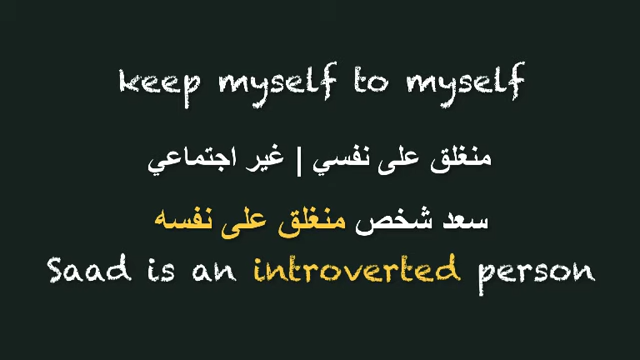 keep myself to myself
منغلق على نفسي | غير اجتماعي
سعد شخص منغلق على نفسه
Saad is an introverted person